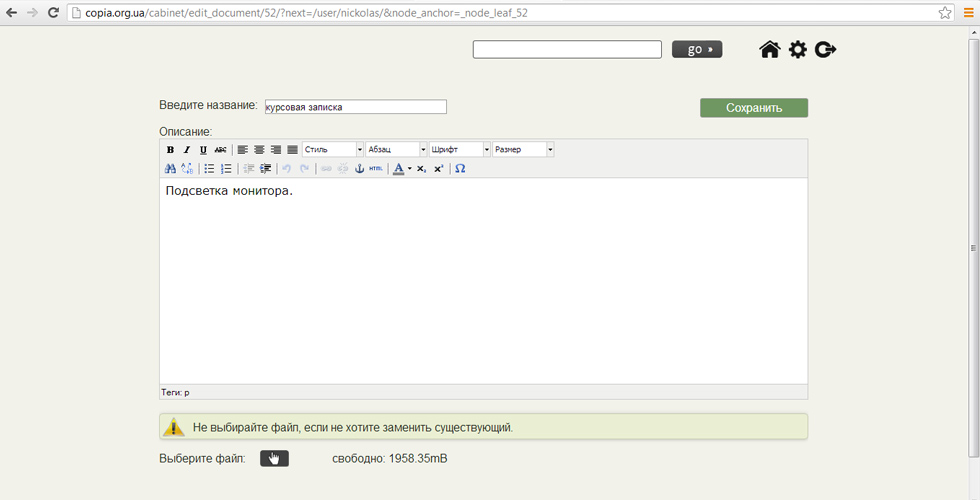 copia.org.ua/cabinet/edit_document/52/?next=/user/nickolas/&node_anchor=_node_leaf_52
go »
Введите название: курсовая записка
Сохранить
Описание:
B I U ABC Стиль Абзац Шрифт Размер
HTML A x₂ x² Ω
Подсветка монитора.
Теги: p
Не выбирайте файл, если не хотите заменить существующий.
Выберите файл: свободно: 1958.35mB